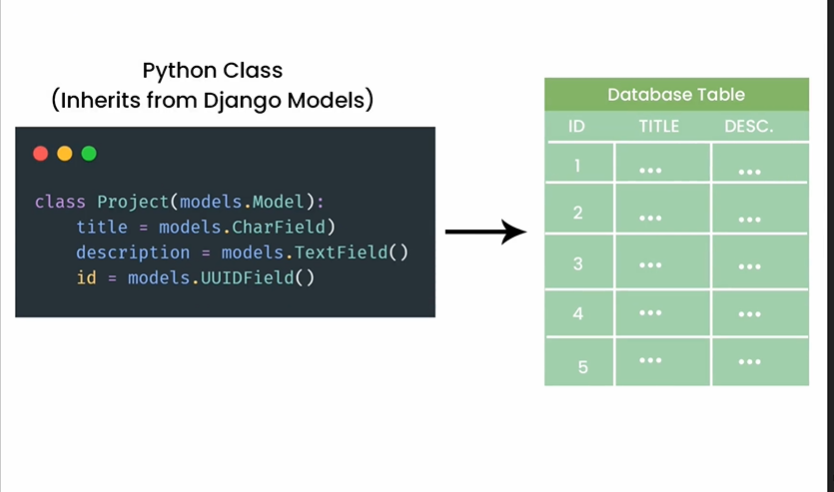 Python Class
(Inherits from Django Models)
class Project(models.Model):
    title = models.CharField)
    description = models.TextField()
    id = models.UUIDField()
Database Table
ID TITLE DESC.
1 ... ...
2 ... ...
3 ... ...
4 ... ...
5 ... ...